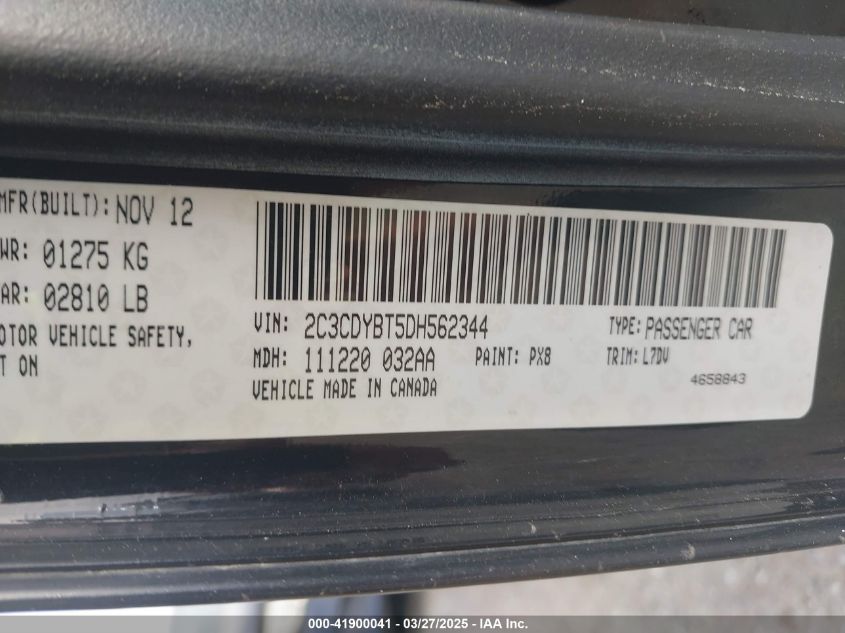 MFR(BUILT): NOV 12
WR: 01275 KG
AR: 02810 LB
OTOR VEHICLE SAFETY,
T ON
VIN: 2C3CDYBT5DH562344 TYPE: PASSENGER CAR
MDH: 111220 032AA PAINT: PX8 TRIM: L7DV
VEHICLE MADE IN CANADA 4658843
000-41900041 — 03/27/2025 - IAA Inc.